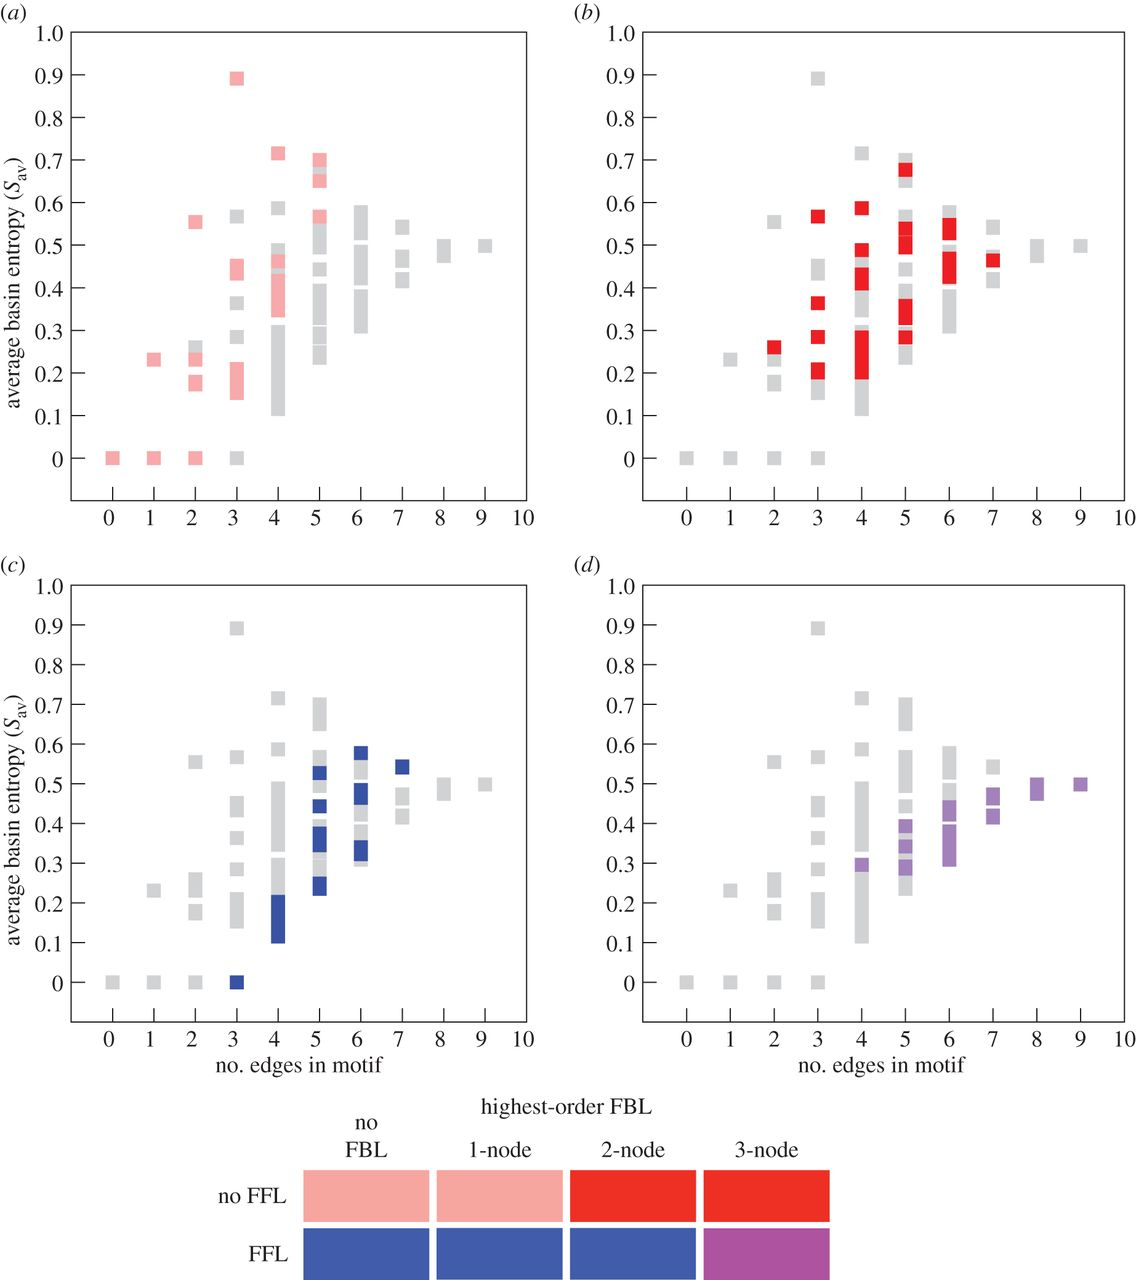 (a)
(b)
1.0
0.9
0.8
0.7
0.6
0.5
0.4
0.3
0.2
0.1
0
average basin entropy (Sav)
0 1 2 3 4 5 6 7 8 9 10
1.0
0.9
0.8
0.7
0.6
0.5
0.4
0.3
0.2
0.1
0
0 1 2 3 4 5 6 7 8 9 10
(c)
(d)
1.0
0.9
0.8
0.7
0.6
0.5
0.4
0.3
0.2
0.1
0
average basin entropy (Sav)
0 1 2 3 4 5 6 7 8 9 10
no. edges in motif
1.0
0.9
0.8
0.7
0.6
0.5
0.4
0.3
0.2
0.1
0
0 1 2 3 4 5 6 7 8 9 10
no. edges in motif
highest-order FBL
no
FBL 1-node 2-node 3-node
no FFL
FFL